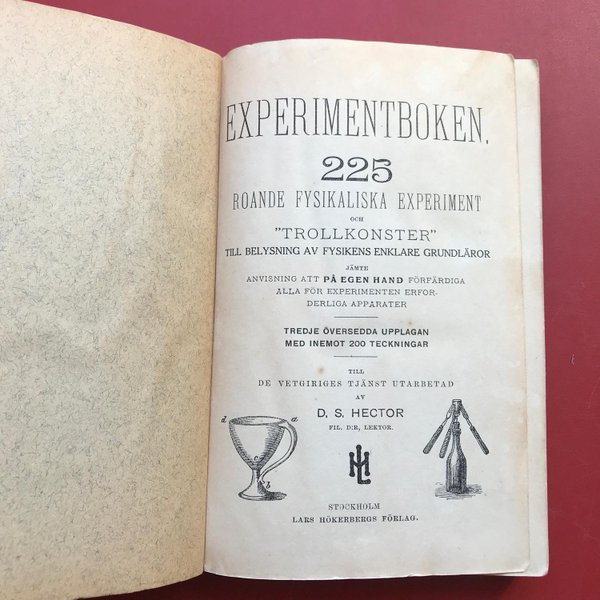 EXPERIMENTBOKEN.
225
ROANDE FYSIKALISKA EXPERIMENT
OCH
"TROLLKONSTER"
TILL BELYSNING AV FYSIKENS ENKLARE GRUNDLÄROR
JÄMTE
ANVISNING ATT PÅ EGEN HAND FÖRFÄRDIGA
ALLA FÖR EXPERIMENTEN ERFOR-
DERLIGA APPARATER
TREDJE ÖVERSEDDA UPPLAGAN
MED INEMOT 200 TECKNINGAR
TILL
DE VETGIRIGES TJÄNST UTARBETAD
AV
D. S. HECTOR
FIL. D:R, LEKTOR.
d a
c
b
LH
STOCKHOLM
LARS HÖKERBERGS FÖRLAG.